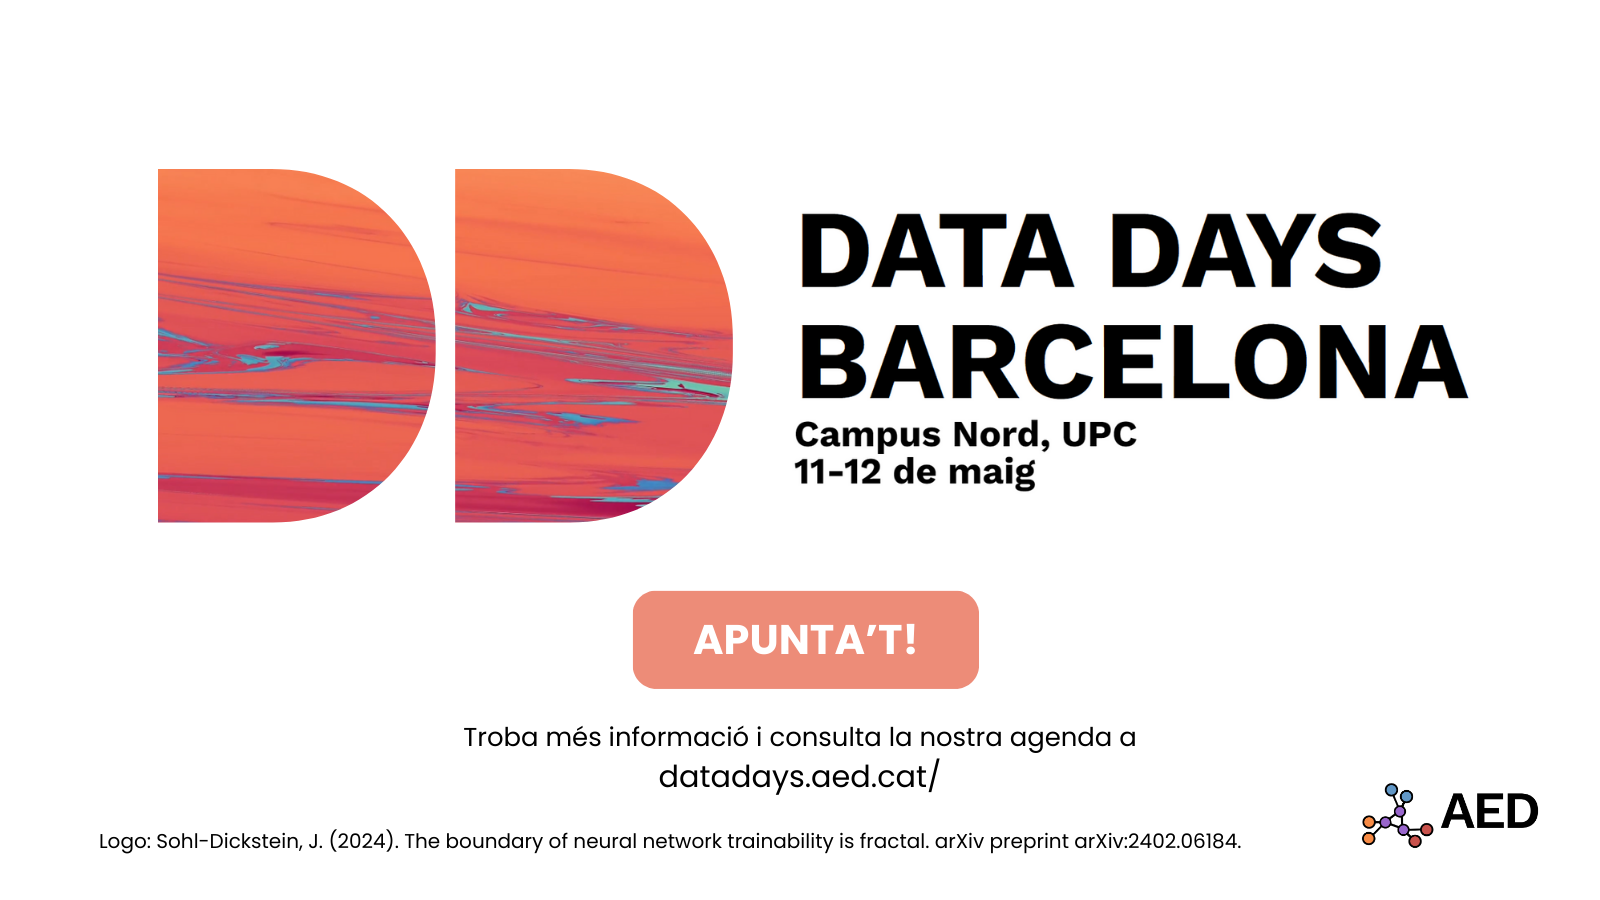 DATA DAYS
BARCELONA
Campus Nord, UPC
11-12 de maig
APUNTA’T!
Troba més informació i consulta la nostra agenda a
datadays.aed.cat/
Logo: Sohl-Dickstein, J. (2024). The boundary of neural network trainability is fractal. arXiv preprint arXiv:2402.06184.
AED